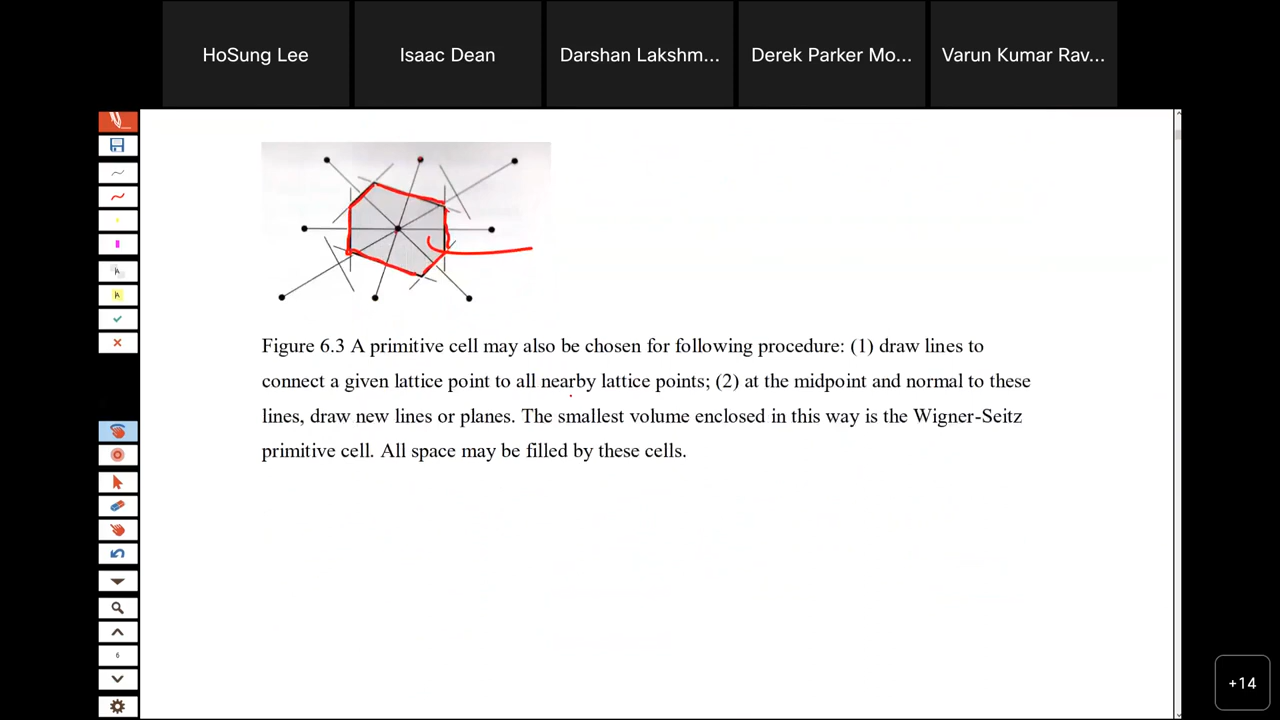 HoSung Lee
Isaac Dean
Darshan Lakshm...
Derek Parker Mo...
Varun Kumar Rav...
Figure 6.3 A primitive cell may also be chosen for following procedure: (1) draw lines to
connect a given lattice point to all nearby lattice points; (2) at the midpoint and normal to these
lines, draw new lines or planes. The smallest volume enclosed in this way is the Wigner-Seitz
primitive cell. All space may be filled by these cells.
6
+14